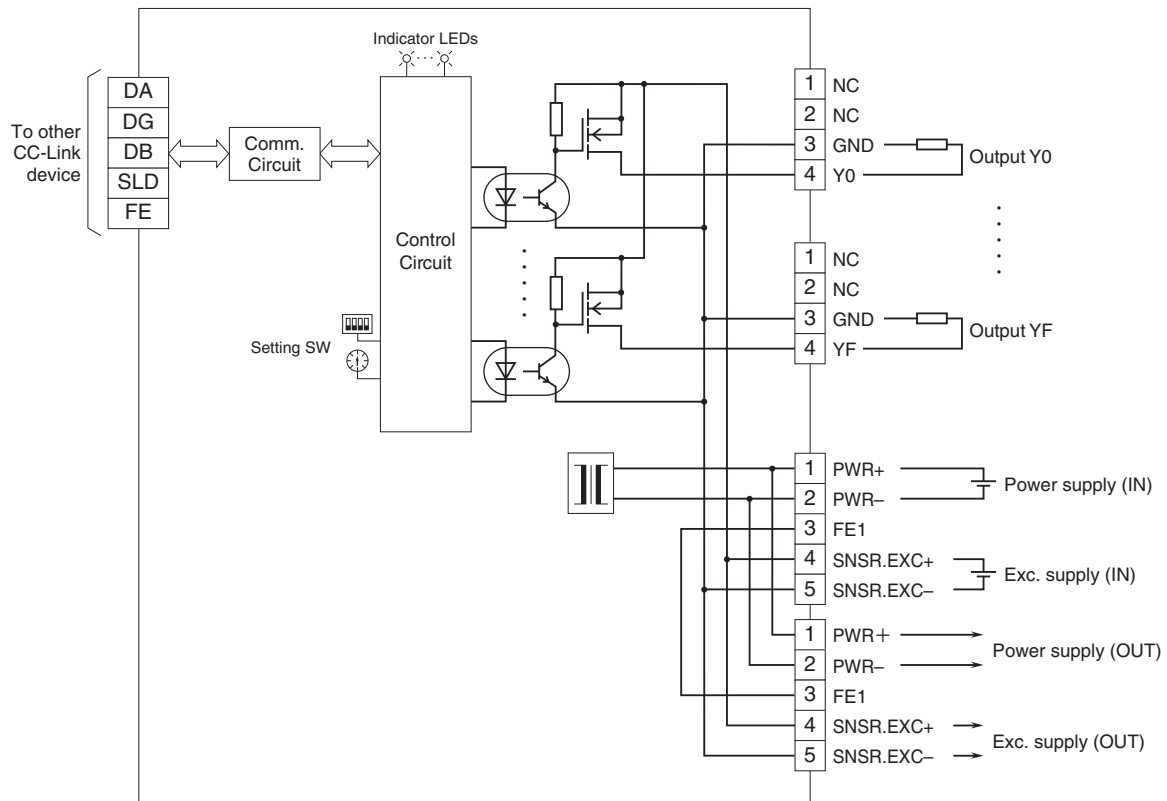 Indicator LEDs
To other
CC-Link
device
DA
DG
DB
SLD
FE
Comm.
Circuit
Control
Circuit
Setting SW
1 NC
2 NC
3 GND
4 Y0
Output Y0
1 NC
2 NC
3 GND
4 YF
Output YF
1 PWR+
2 PWR–
3 FE1
4 SNSR.EXC+
5 SNSR.EXC–
Power supply (IN)
Exc. supply (IN)
1 PWR+
2 PWR–
3 FE1
4 SNSR.EXC+
5 SNSR.EXC–
Power supply (OUT)
Exc. supply (OUT)